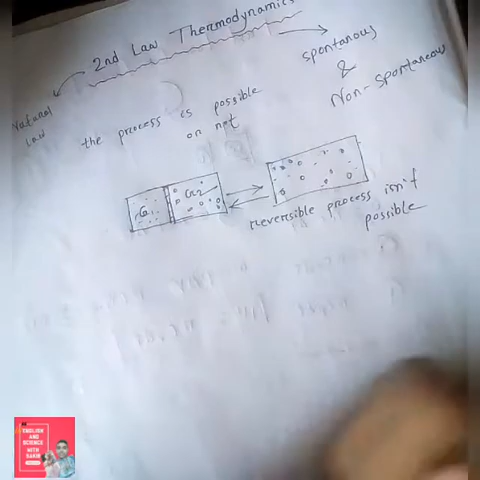 2nd Law Thermodynamics
Natural
Law
the process is possible
or not
spontanous
&
Non-spontaneous
G1
G2
reversible process isn't
possible
ENGLISH
AND
SCIENCE
WITH